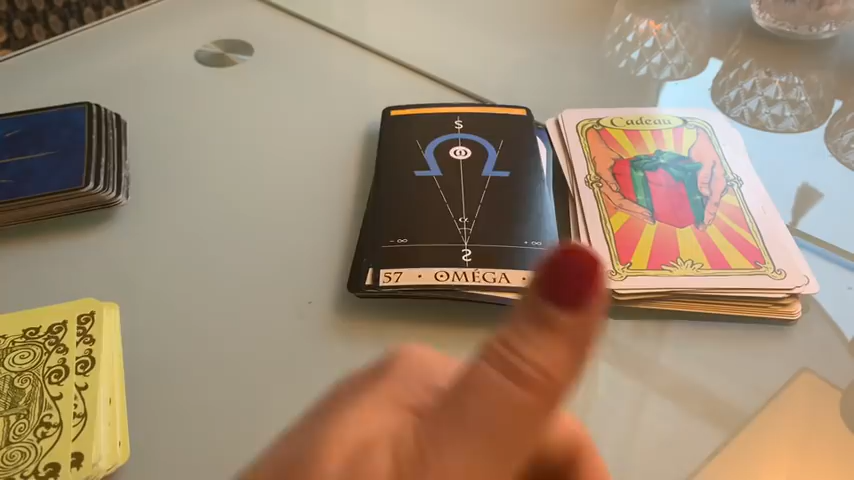 S
ω
α
- ∞ + ∞
S
57 · OMÉGA ·
Cadeau